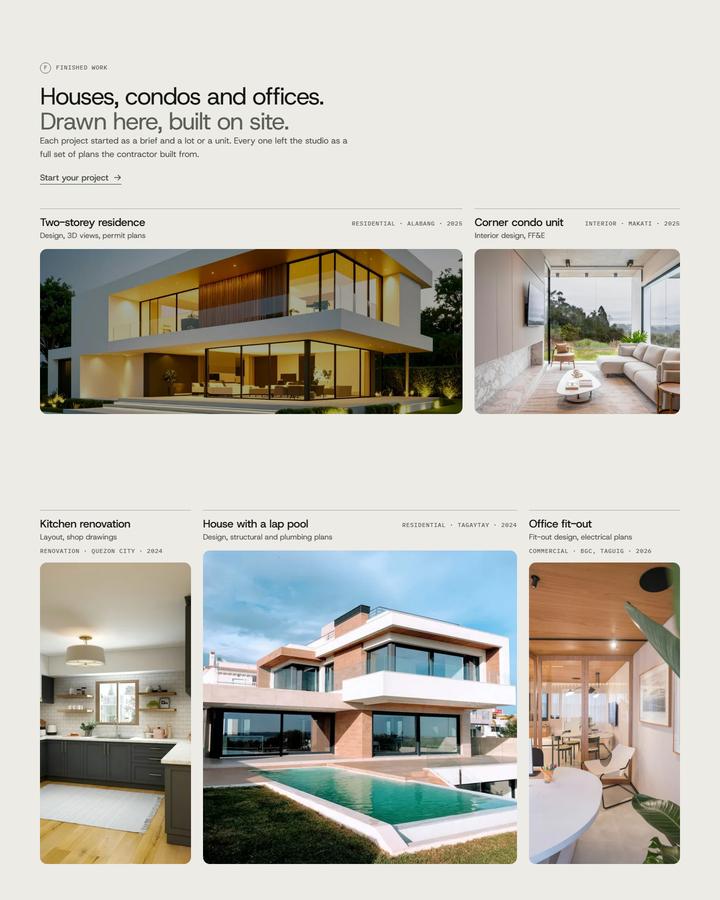 F FINISHED WORK
Houses, condos and offices.
Drawn here, built on site.
Each project started as a brief and a lot or a unit. Every one left the studio as a
full set of plans the contractor built from.
Start your project →
Two-storey residence
RESIDENTIAL · ALABANG · 2025
Design, 3D views, permit plans
Corner condo unit
INTERIOR · MAKATI · 2025
Interior design, FF&E
Kitchen renovation
Layout, shop drawings
RENOVATION · QUEZON CITY · 2024
House with a lap pool
RESIDENTIAL · TAGAYTAY · 2024
Design, structural and plumbing plans
Office fit-out
Fit-out design, electrical plans
COMMERCIAL · BGC, TAGUIG · 2026